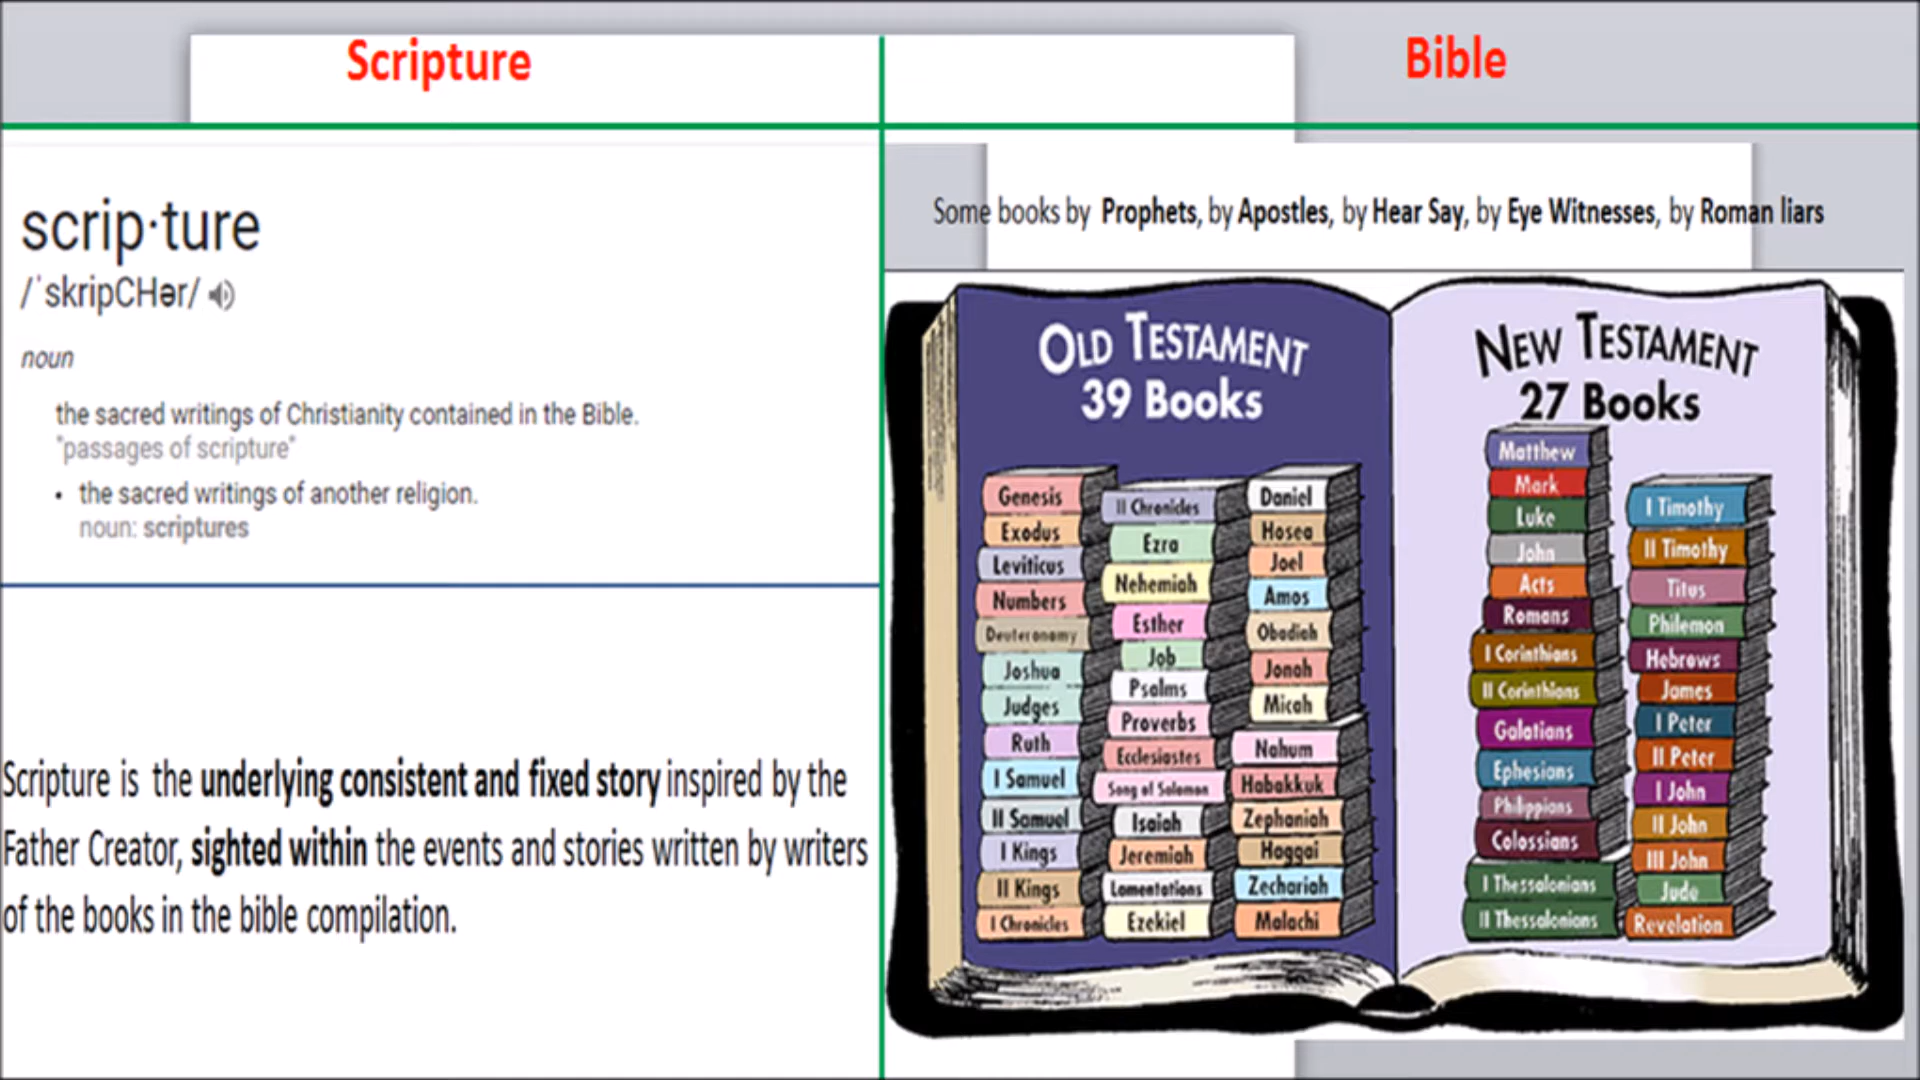 Scripture
Bible
scrip·ture
/ˈskripCHər/
noun
the sacred writings of Christianity contained in the Bible.
"passages of scripture"
• the sacred writings of another religion.
noun: scriptures
Scripture is the underlying consistent and fixed story inspired by the
Father Creator, sighted within the events and stories written by writers
of the books in the bible compilation.
Some books by Prophets, by Apostles, by Hear Say, by Eye Witnesses, by Roman liars
OLD TESTAMENT
39 Books
Genesis
Exodus
Leviticus
Numbers
Deuteronomy
Joshua
Judges
Ruth
I Samuel
II Samuel
I Kings
II Kings
I Chronicles
II Chronicles
Ezra
Nehemiah
Esther
Job
Psalms
Proverbs
Ecclesiastes
Song of Solomon
Isaiah
Jeremiah
Lamentations
Ezekiel
Daniel
Hosea
Joel
Amos
Obadiah
Jonah
Micah
Nahum
Habakkuk
Zephaniah
Haggai
Zechariah
Malachi
NEW TESTAMENT
27 Books
Matthew
Mark
Luke
John
Acts
Romans
I Corinthians
II Corinthians
Galatians
Ephesians
Philippians
Colossians
I Thessalonians
II Thessalonians
I Timothy
II Timothy
Titus
Philemon
Hebrews
James
I Peter
II Peter
I John
II John
III John
Jude
Revelation